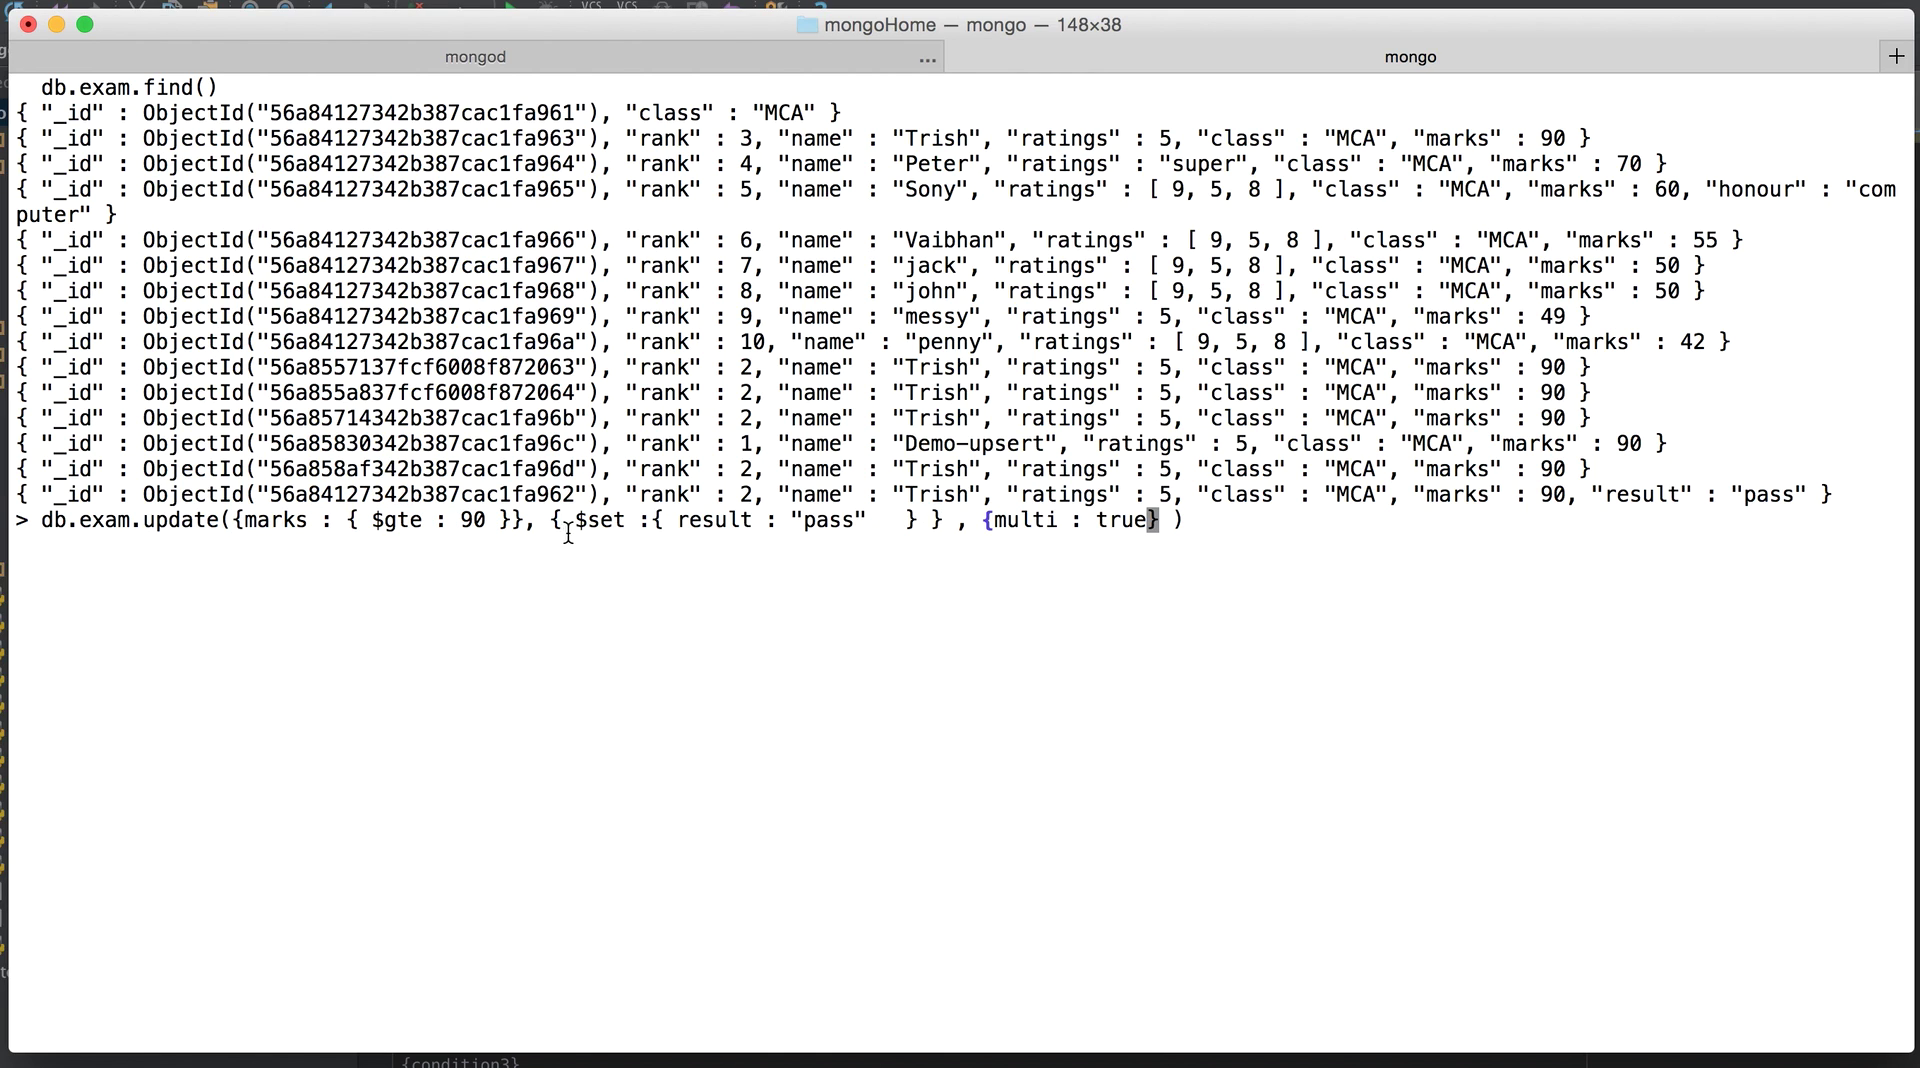 VCS VCS
mongoHome — mongo — 148×38
mongod ... mongo +
db.exam.find()
{ "_id" : ObjectId("56a84127342b387cac1fa961"), "class" : "MCA" }
{ "_id" : ObjectId("56a84127342b387cac1fa963"), "rank" : 3, "name" : "Trish", "ratings" : 5, "class" : "MCA", "marks" : 90 }
{ "_id" : ObjectId("56a84127342b387cac1fa964"), "rank" : 4, "name" : "Peter", "ratings" : "super", "class" : "MCA", "marks" : 70 }
{ "_id" : ObjectId("56a84127342b387cac1fa965"), "rank" : 5, "name" : "Sony", "ratings" : [ 9, 5, 8 ], "class" : "MCA", "marks" : 60, "honour" : "com
puter" }
{ "_id" : ObjectId("56a84127342b387cac1fa966"), "rank" : 6, "name" : "Vaibhan", "ratings" : [ 9, 5, 8 ], "class" : "MCA", "marks" : 55 }
{ "_id" : ObjectId("56a84127342b387cac1fa967"), "rank" : 7, "name" : "jack", "ratings" : [ 9, 5, 8 ], "class" : "MCA", "marks" : 50 }
{ "_id" : ObjectId("56a84127342b387cac1fa968"), "rank" : 8, "name" : "john", "ratings" : [ 9, 5, 8 ], "class" : "MCA", "marks" : 50 }
{ "_id" : ObjectId("56a84127342b387cac1fa969"), "rank" : 9, "name" : "messy", "ratings" : 5, "class" : "MCA", "marks" : 49 }
{ "_id" : ObjectId("56a84127342b387cac1fa96a"), "rank" : 10, "name" : "penny", "ratings" : [ 9, 5, 8 ], "class" : "MCA", "marks" : 42 }
{ "_id" : ObjectId("56a8557137fcf6008f872063"), "rank" : 2, "name" : "Trish", "ratings" : 5, "class" : "MCA", "marks" : 90 }
{ "_id" : ObjectId("56a855a837fcf6008f872064"), "rank" : 2, "name" : "Trish", "ratings" : 5, "class" : "MCA", "marks" : 90 }
{ "_id" : ObjectId("56a85714342b387cac1fa96b"), "rank" : 2, "name" : "Trish", "ratings" : 5, "class" : "MCA", "marks" : 90 }
{ "_id" : ObjectId("56a85830342b387cac1fa96c"), "rank" : 1, "name" : "Demo-upsert", "ratings" : 5, "class" : "MCA", "marks" : 90 }
{ "_id" : ObjectId("56a858af342b387cac1fa96d"), "rank" : 2, "name" : "Trish", "ratings" : 5, "class" : "MCA", "marks" : 90 }
{ "_id" : ObjectId("56a84127342b387cac1fa962"), "rank" : 2, "name" : "Trish", "ratings" : 5, "class" : "MCA", "marks" : 90, "result" : "pass" }
> db.exam.update({marks : { $gte : 90 }}, { $set :{ result : "pass"   } } , {multi : true} )
{condition3}